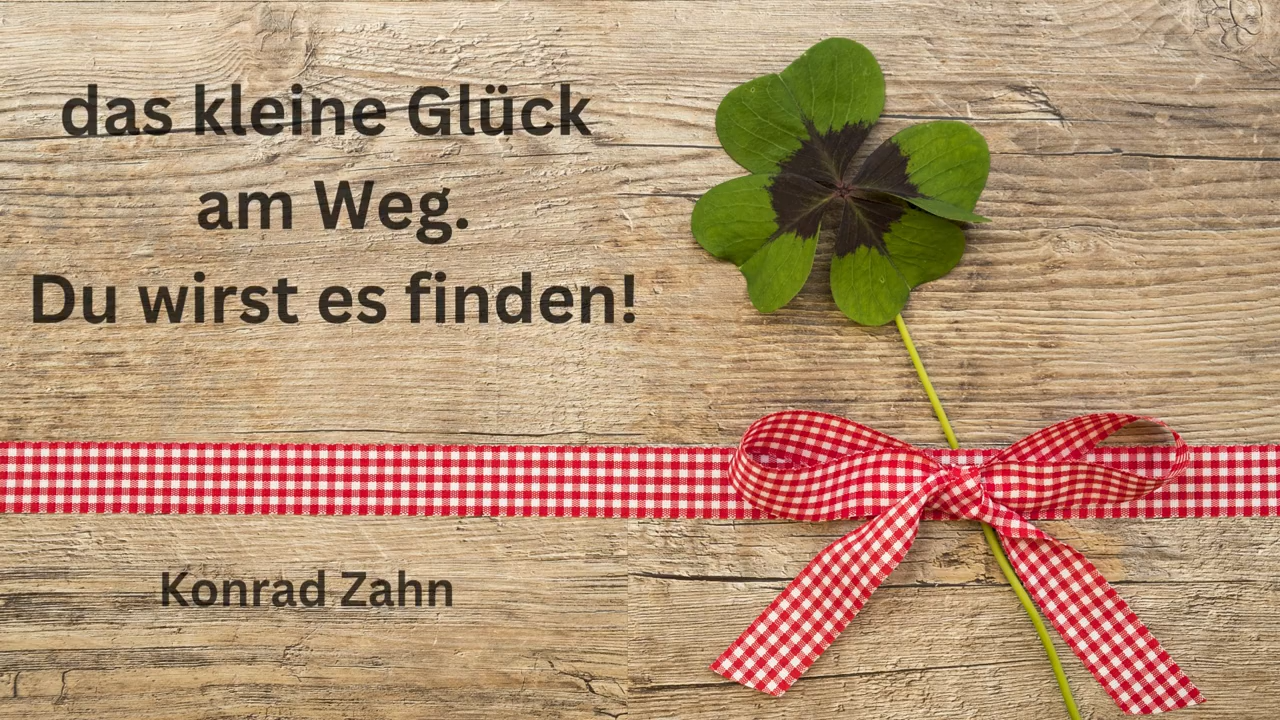 das kleine Glück
am Weg.
Du wirst es finden!
Konrad Zahn